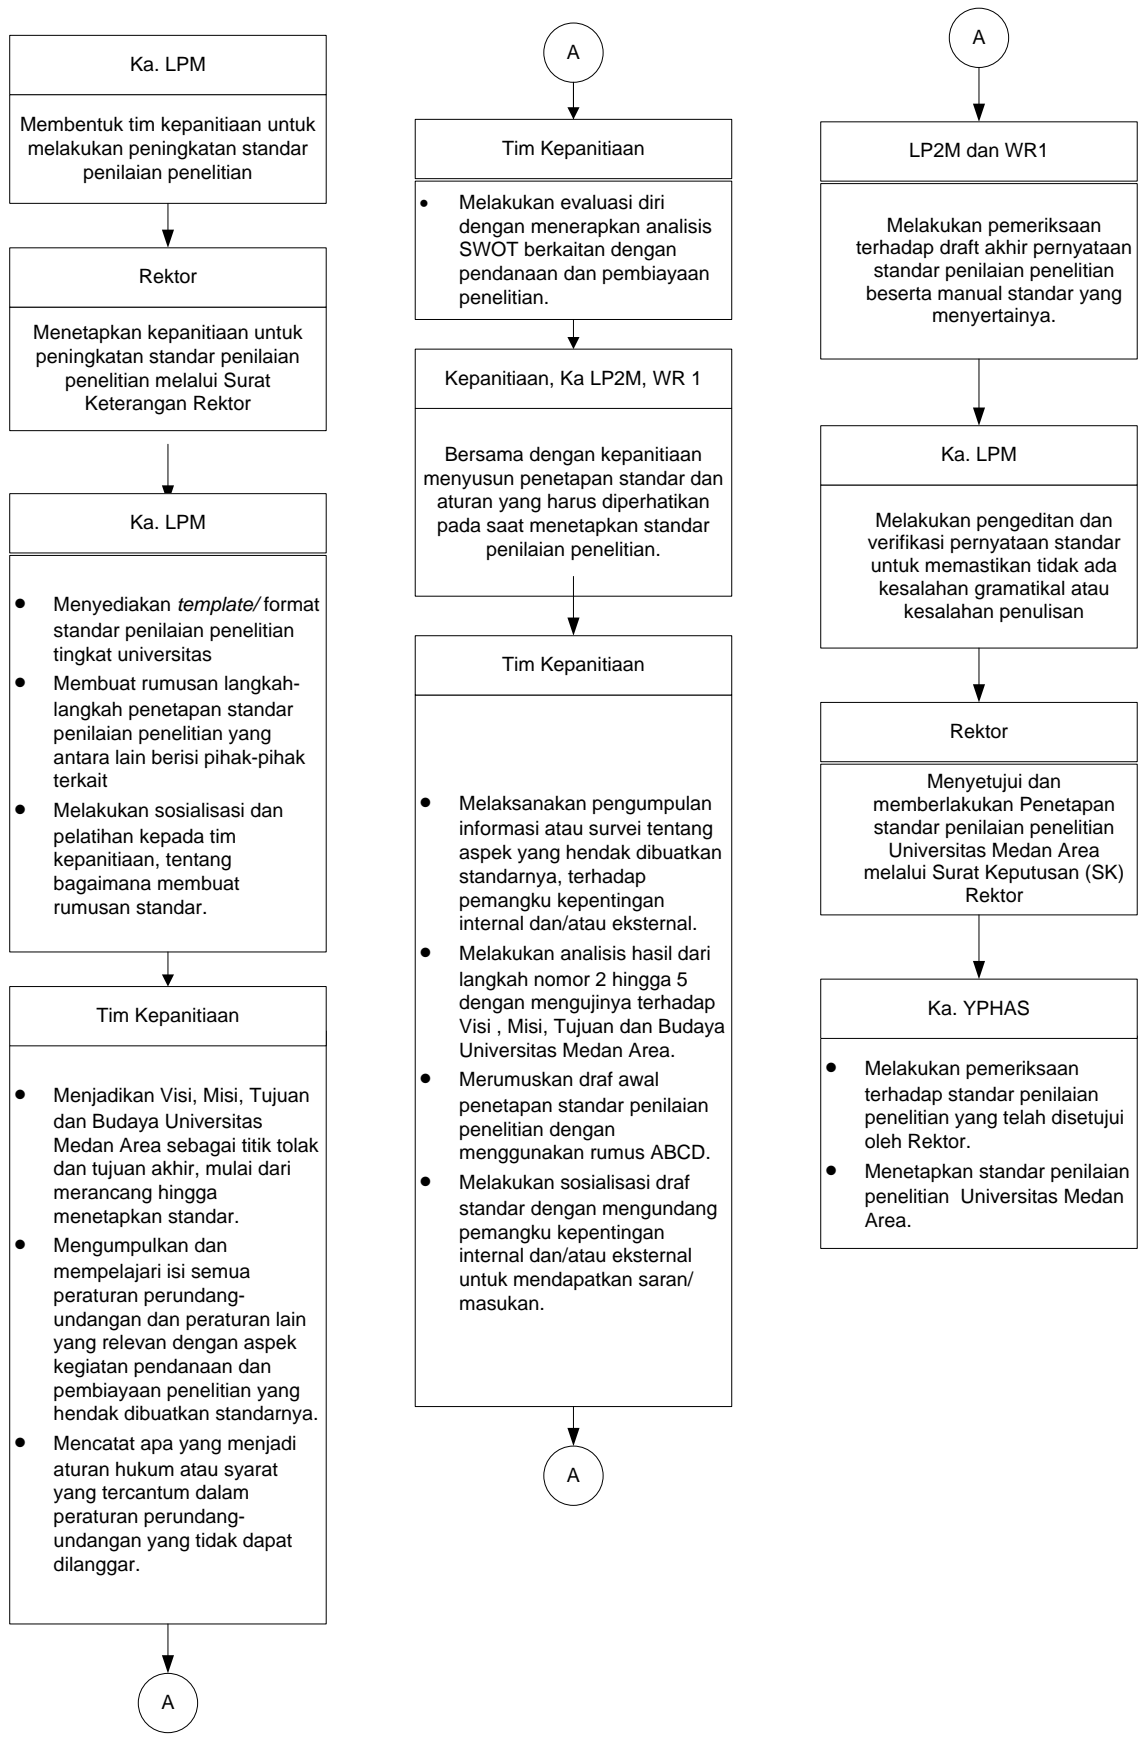 Ka. LPM
Membentuk tim kepanitiaan untuk
melakukan peningkatan standar
penilaian penelitian
Rektor
Menetapkan kepanitiaan untuk
peningkatan standar penilaian
penelitian melalui Surat
Keterangan Rektor
Ka. LPM
● Menyediakan template/ format
standar penilaian penelitian
tingkat universitas
● Membuat rumusan langkah-
langkah penetapan standar
penilaian penelitian yang
antara lain berisi pihak-pihak
terkait
● Melakukan sosialisasi dan
pelatihan kepada tim
kepanitiaan, tentang
bagaimana membuat
rumusan standar.
Tim Kepanitiaan
● Menjadikan Visi, Misi, Tujuan
dan Budaya Universitas
Medan Area sebagai titik tolak
dan tujuan akhir, mulai dari
merancang hingga
menetapkan standar.
● Mengumpulkan dan
mempelajari isi semua
peraturan perundang-
undangan dan peraturan lain
yang relevan dengan aspek
kegiatan pendanaan dan
pembiayaan penelitian yang
hendak dibuatkan standarnya.
● Mencatat apa yang menjadi
aturan hukum atau syarat
yang tercantum dalam
peraturan perundang-
undangan yang tidak dapat
dilanggar.
A
A
Tim Kepanitiaan
● Melakukan evaluasi diri
dengan menerapkan analisis
SWOT berkaitan dengan
pendanaan dan pembiayaan
penelitian.
Kepanitiaan, Ka LP2M, WR 1
Bersama dengan kepanitiaan
menyusun penetapan standar dan
aturan yang harus diperhatikan
pada saat menetapkan standar
penilaian penelitian.
Tim Kepanitiaan
● Melaksanakan pengumpulan
informasi atau survei tentang
aspek yang hendak dibuatkan
standarnya, terhadap
pemangku kepentingan
internal dan/atau eksternal.
● Melakukan analisis hasil dari
langkah nomor 2 hingga 5
dengan mengujinya terhadap
Visi , Misi, Tujuan dan Budaya
Universitas Medan Area.
● Merumuskan draf awal
penetapan standar penilaian
penelitian dengan
menggunakan rumus ABCD.
● Melakukan sosialisasi draf
standar dengan mengundang
pemangku kepentingan
internal dan/atau eksternal
untuk mendapatkan saran/
masukan.
A
A
LP2M dan WR1
Melakukan pemeriksaan
terhadap draft akhir pernyataan
standar penilaian penelitian
beserta manual standar yang
menyertainya.
Ka. LPM
Melakukan pengeditan dan
verifikasi pernyataan standar
untuk memastikan tidak ada
kesalahan gramatikal atau
kesalahan penulisan
Rektor
Menyetujui dan
memberlakukan Penetapan
standar penilaian penelitian
Universitas Medan Area
melalui Surat Keputusan (SK)
Rektor
Ka. YPHAS
● Melakukan pemeriksaan
terhadap standar penilaian
penelitian yang telah disetujui
oleh Rektor.
● Menetapkan standar penilaian
penelitian Universitas Medan
Area.